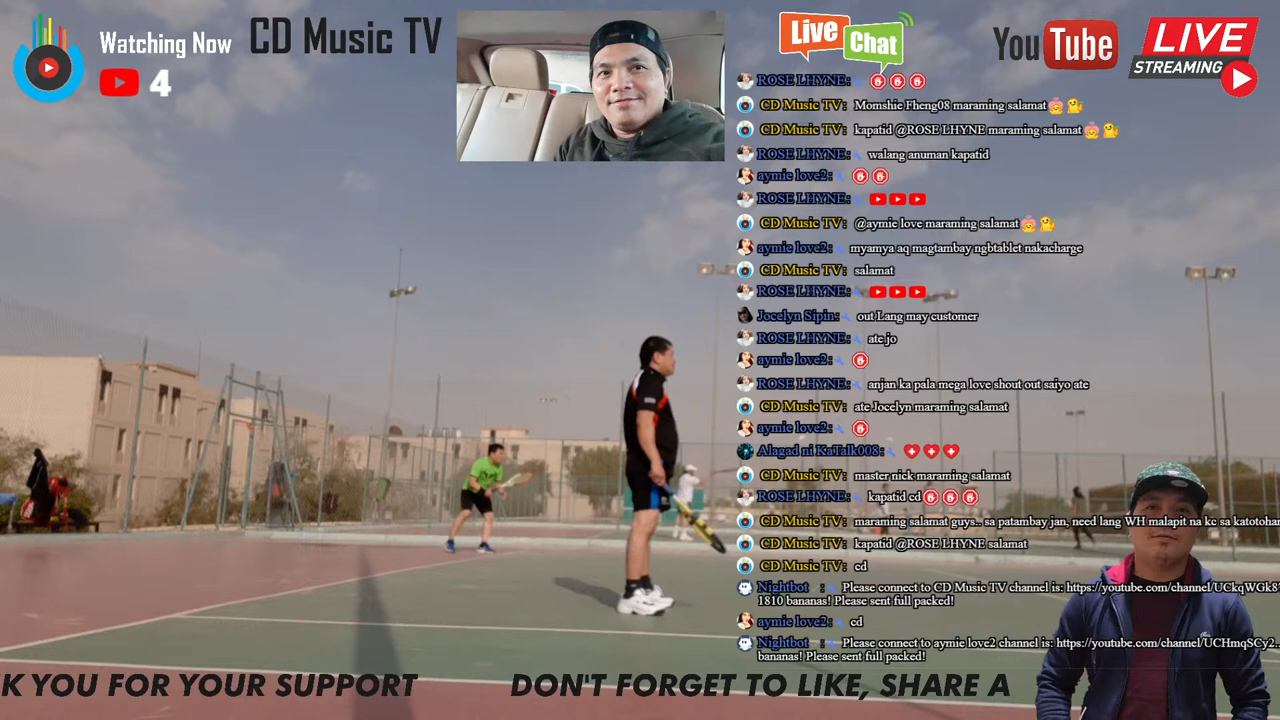 Watching Now
4
CD Music TV
Live
Chat
YouTube
LIVE
STREAMING
ROSE LHYNE:
CD Music TV: Momshie Fheng08 maraming salamat
CD Music TV: kapatid @ROSE LHYNE maraming salamat
ROSE LHYNE: walang anuman kapatid
aymie love2:
ROSE LHYNE:
CD Music TV: @aymie love maraming salamat
aymie love2: myamya aq magtambay ngbtablet nakacharge
CD Music TV: salamat
ROSE LHYNE:
Jocelyn Sipin: out Lang may customer
ROSE LHYNE: ate jo
aymie love2:
ROSE LHYNE: anjan ka pala mega love shout out saiyo ate
CD Music TV: ate Jocelyn maraming salamat
aymie love2:
Alagad ni KaTalk008:
CD Music TV: master nick maraming salamat
ROSE LHYNE: kapatid cd
CD Music TV: maraming salamat guys.. sa patambay jan, need lang WH malapit na kc sa katotohan
CD Music TV: kapatid @ROSE LHYNE salamat
CD Music TV: cd
Nightbot : Please connect to CD Music TV channel is: https://youtube.com/channel/UCkqWGk8
1810 bananas! Please sent full packed!
aymie love2: cd
Nightbot : Please connect to aymie love2 channel is: https://youtube.com/channel/UCHmqSCy2..
bananas! Please sent full packed!
K YOU FOR YOUR SUPPORT
DON'T FORGET TO LIKE, SHARE A